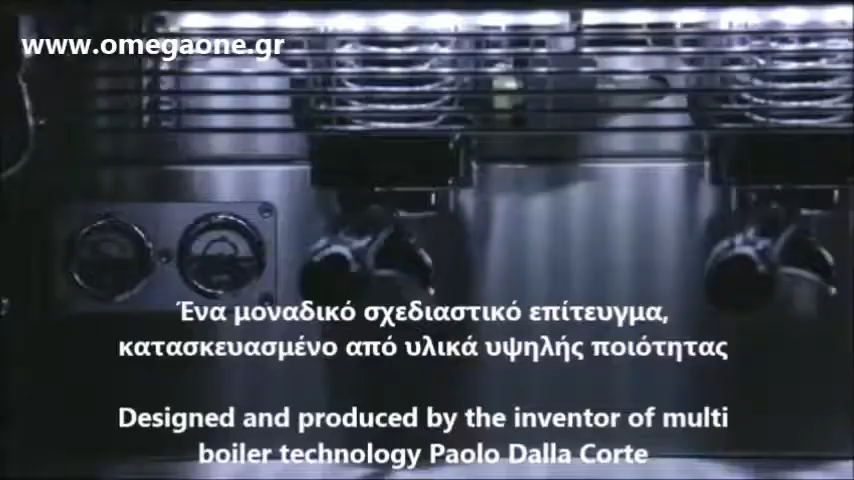 www.omegaone.gr
Ένα μοναδικό σχεδιαστικό επίτευγμα,
κατασκευασμένο από υλικά υψηλής ποιότητας
Designed and produced by the inventor of multi
boiler technology Paolo Dalla Corte